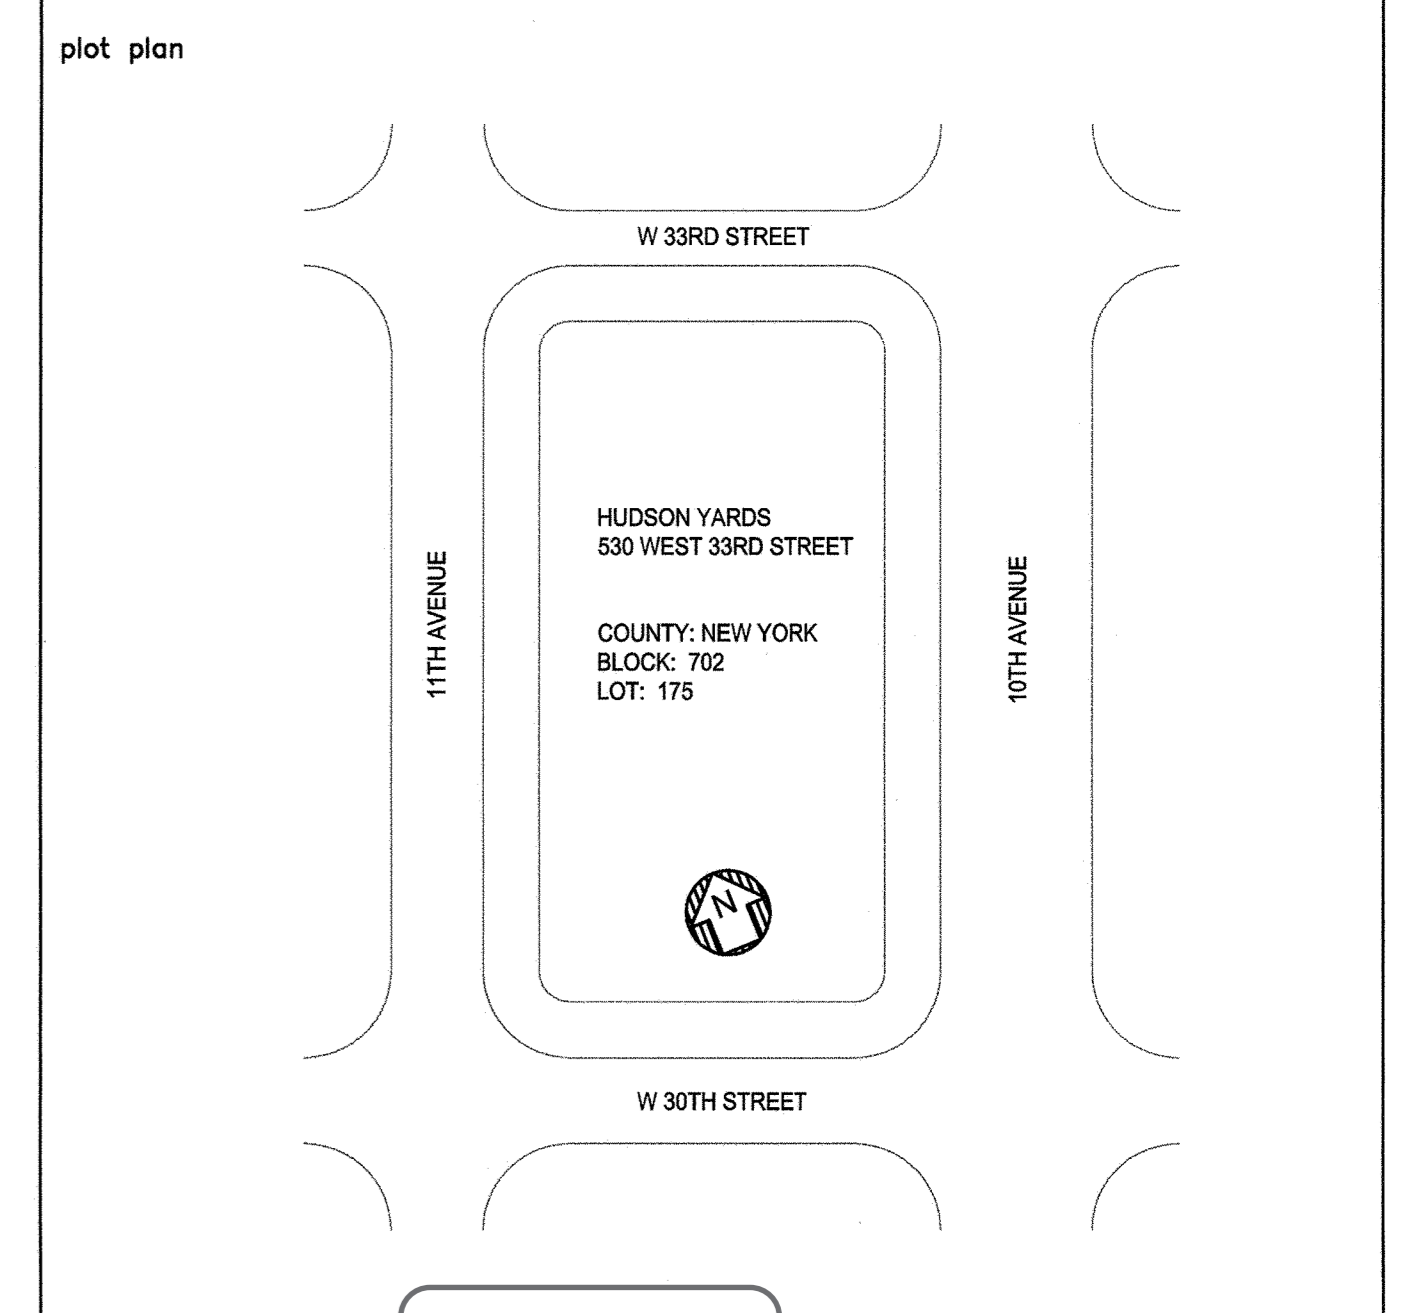 plot plan
W 33RD STREET
HUDSON YARDS
530 WEST 33RD STREET
11TH AVENUE
10TH AVENUE
COUNTY: NEW YORK
BLOCK: 702
LOT: 175
N
W 30TH STREET